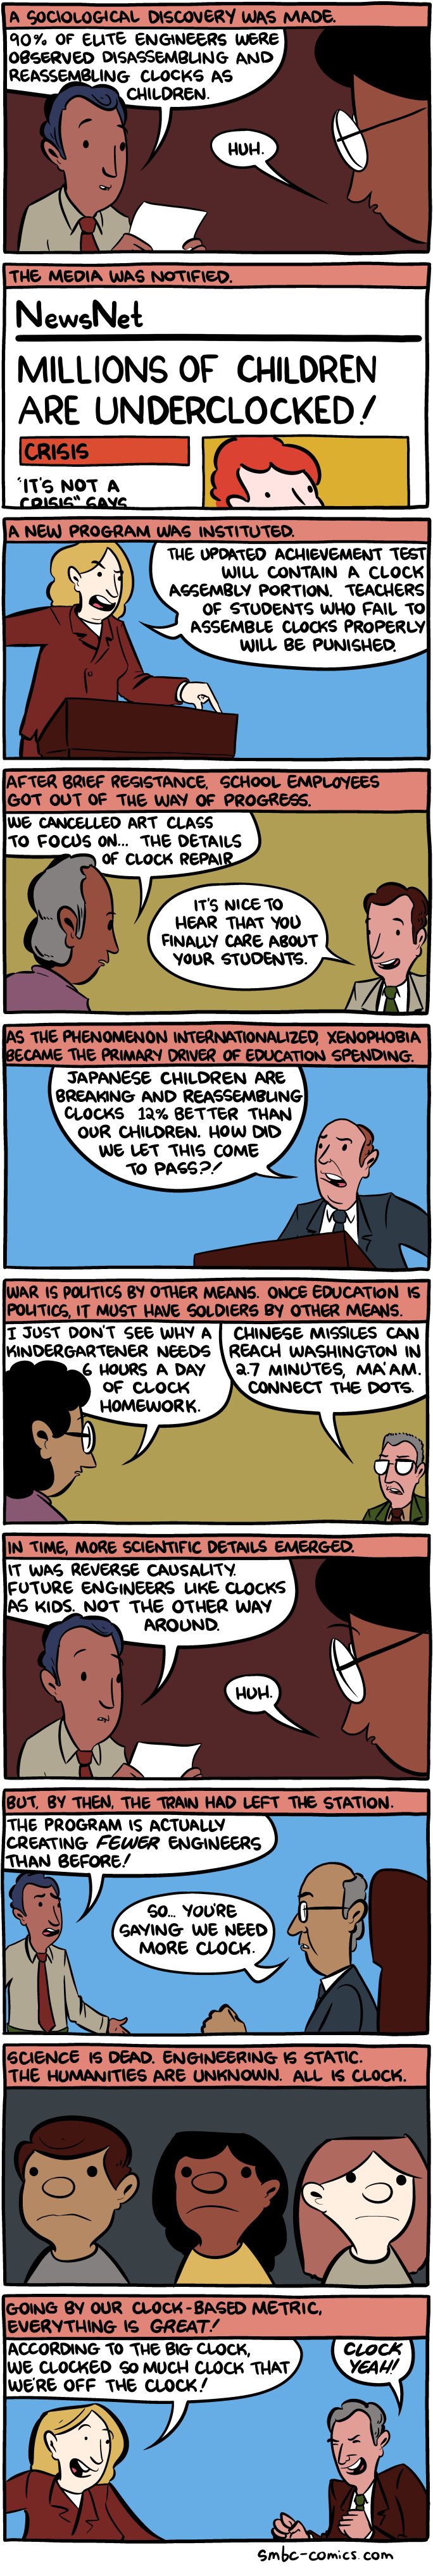 A SOCIOLOGICAL DISCOVERY WAS MADE.
90% OF ELITE ENGINEERS WERE
OBSERVED DISASSEMBLING AND
REASSEMBLING CLOCKS AS
CHILDREN.
HUH.
THE MEDIA WAS NOTIFIED.
NewsNet
MILLIONS OF CHILDREN
ARE UNDERCLOCKED!
CRISIS
"IT'S NOT A
CRISIS" SAYS
A NEW PROGRAM WAS INSTITUTED.
THE UPDATED ACHIEVEMENT TEST
WILL CONTAIN A CLOCK
ASSEMBLY PORTION. TEACHERS
OF STUDENTS WHO FAIL TO
ASSEMBLE CLOCKS PROPERLY
WILL BE PUNISHED.
AFTER BRIEF RESISTANCE, SCHOOL EMPLOYEES
GOT OUT OF THE WAY OF PROGRESS.
WE CANCELLED ART CLASS
TO FOCUS ON... THE DETAILS
OF CLOCK REPAIR.
IT'S NICE TO
HEAR THAT YOU
FINALLY CARE ABOUT
YOUR STUDENTS.
AS THE PHENOMENON INTERNATIONALIZED, XENOPHOBIA
BECAME THE PRIMARY DRIVER OF EDUCATION SPENDING.
JAPANESE CHILDREN ARE
BREAKING AND REASSEMBLING
CLOCKS 12% BETTER THAN
OUR CHILDREN. HOW DID
WE LET THIS COME
TO PASS?!
WAR IS POLITICS BY OTHER MEANS. ONCE EDUCATION IS
POLITICS, IT MUST HAVE SOLDIERS BY OTHER MEANS.
I JUST DON'T SEE WHY A
KINDERGARTENER NEEDS
6 HOURS A DAY
OF CLOCK
HOMEWORK.
CHINESE MISSILES CAN
REACH WASHINGTON IN
2.7 MINUTES, MA'AM.
CONNECT THE DOTS.
IN TIME, MORE SCIENTIFIC DETAILS EMERGED.
IT WAS REVERSE CAUSALITY.
FUTURE ENGINEERS LIKE CLOCKS
AS KIDS. NOT THE OTHER WAY
AROUND.
HUH.
BUT, BY THEN, THE TRAIN HAD LEFT THE STATION.
THE PROGRAM IS ACTUALLY
CREATING FEWER ENGINEERS
THAN BEFORE!
SO... YOU'RE
SAYING WE NEED
MORE CLOCK.
SCIENCE IS DEAD. ENGINEERING IS STATIC.
THE HUMANITIES ARE UNKNOWN. ALL IS CLOCK.
GOING BY OUR CLOCK-BASED METRIC,
EVERYTHING IS GREAT!
ACCORDING TO THE BIG CLOCK,
WE CLOCKED SO MUCH CLOCK THAT
WE'RE OFF THE CLOCK!
CLOCK
YEAH!
smbc-comics.com